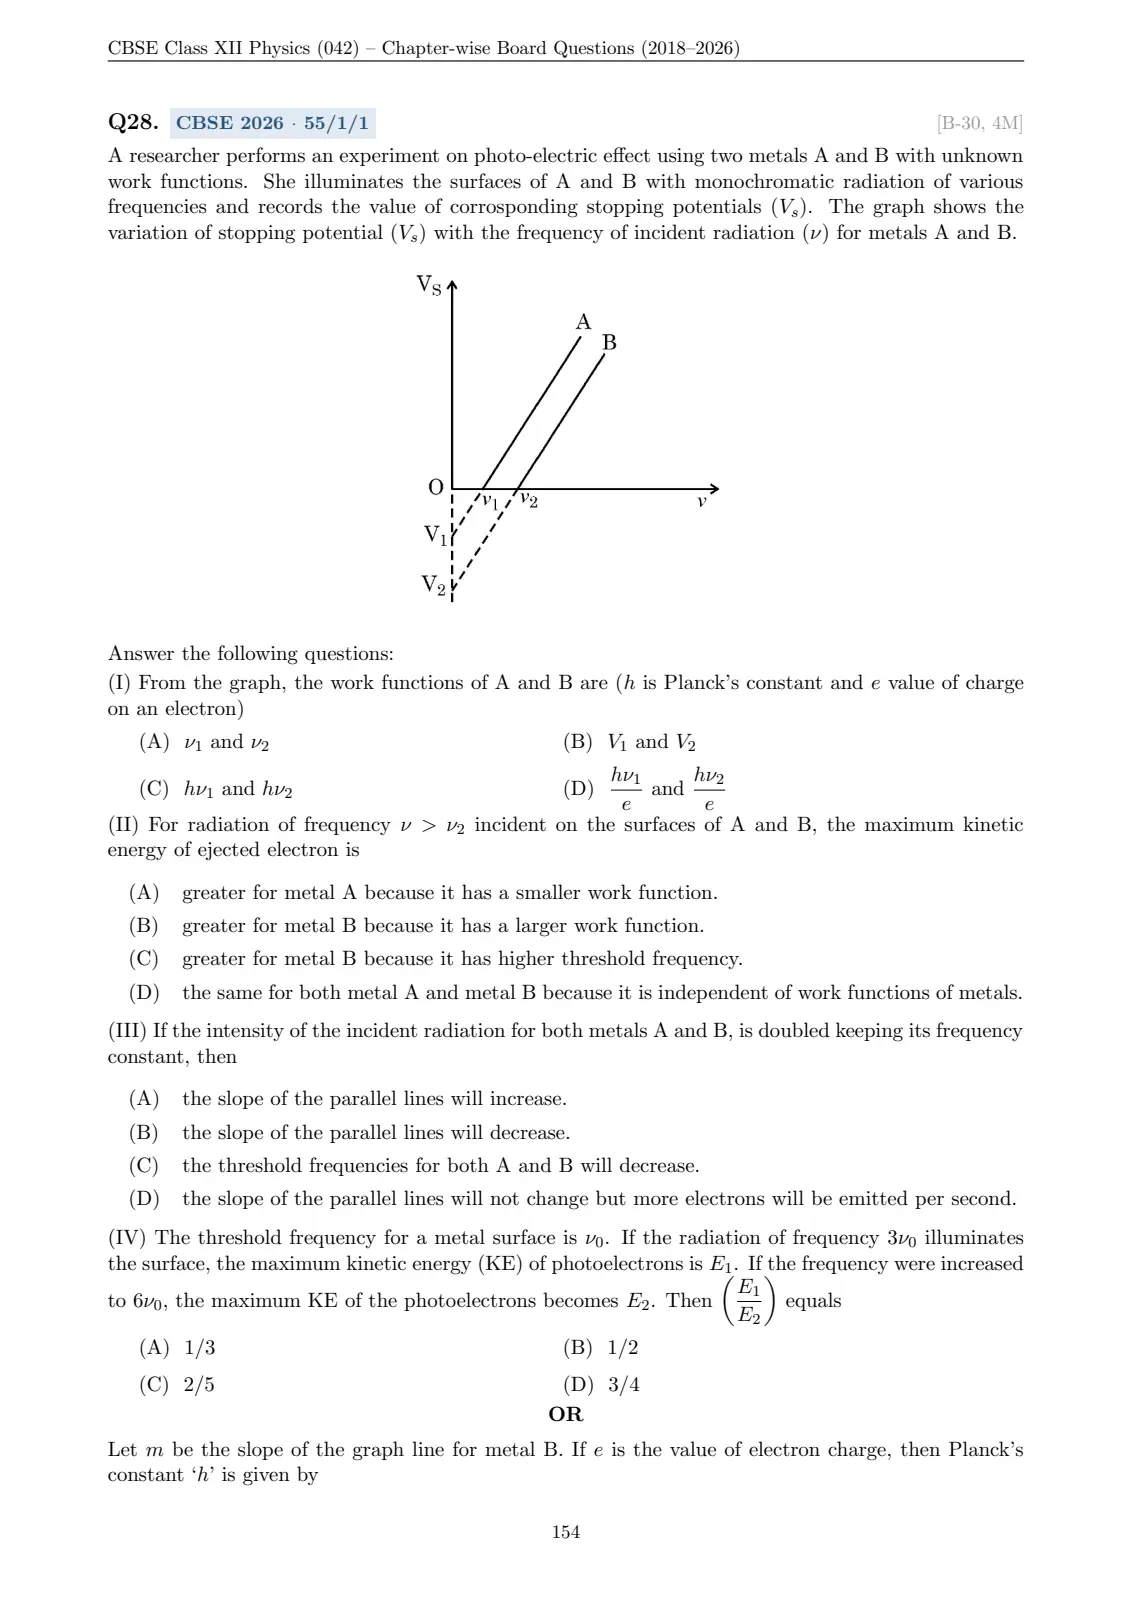 CBSE Class XII Physics (042) – Chapter-wise Board Questions (2018–2026)
Q28. CBSE 2026 · 55/1/1 [B-30, 4M]
A researcher performs an experiment on photo-electric effect using two metals A and B with unknown
work functions. She illuminates the surfaces of A and B with monochromatic radiation of various
frequencies and records the value of corrosponding stopping potentials (Vₛ). The graph shows the
variation of stopping potential (Vₛ) with the frequency of incident radiation (ν) for metals A and B.
V_S
A
B
O
ν₁ ν₂
ν
V₁
V₂
Answer the following questions:
(I) From the graph, the work functions of A and B are (h is Planck's constant and e value of charge
on an electron)
(A) ν₁ and ν₂ (B) V₁ and V₂
(C) hν₁ and hν₂ (D) hν₁/e and hν₂/e
(II) For radiation of frequency ν > ν₂ incident on the surfaces of A and B, the maximum kinetic
energy of ejected electron is
(A) greater for metal A because it has a smaller work function.
(B) greater for metal B because it has a larger work function.
(C) greater for metal B because it has higher threshold frequency.
(D) the same for both metal A and metal B because it is independent of work functions of metals.
(III) If the intensity of the incident radiation for both metals A and B, is doubled keeping its frequency
constant, then
(A) the slope of the parallel lines will increase.
(B) the slope of the parallel lines will decrease.
(C) the threshold frequencies for both A and B will decrease.
(D) the slope of the parallel lines will not change but more electrons will be emitted per second.
(IV) The threshold frequency for a metal surface is ν₀. If the radiation of frequency 3ν₀ illuminates
the surface, the maximum kinetic energy (KE) of photoelectrons is E₁. If the frequency were increased
to 6ν₀, the maximum KE of the photoelectrons becomes E₂. Then (E₁/E₂) equals
(A) 1/3 (B) 1/2
(C) 2/5 (D) 3/4
OR
Let m be the slope of the graph line for metal B. If e is the value of electron charge, then Planck's
constant 'h' is given by
154